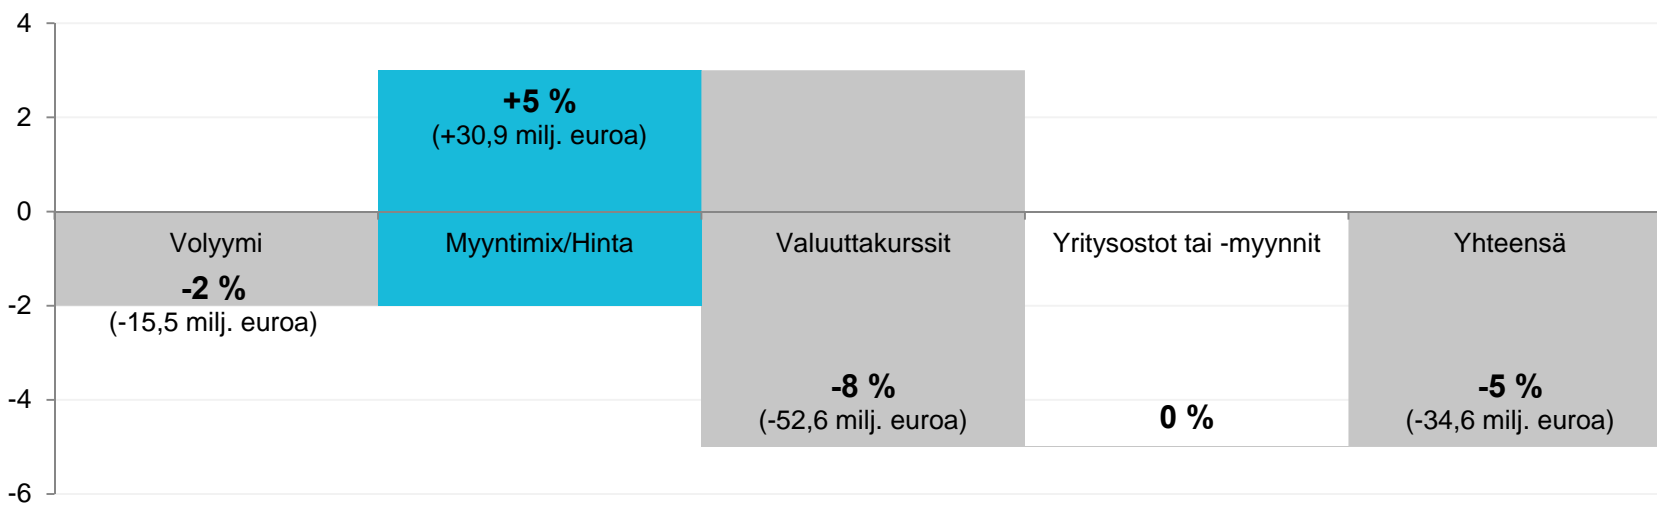 4
2
0
-2
-4
-6
+5 %
(+30,9 milj. euroa)
Volyymi
Myyntimix/Hinta
Valuuttakurssit
Yritysostot tai -myynnit
Yhteensä
-2 %
(-15,5 milj. euroa)
-8 %
(-52,6 milj. euroa)
0 %
-5 %
(-34,6 milj. euroa)